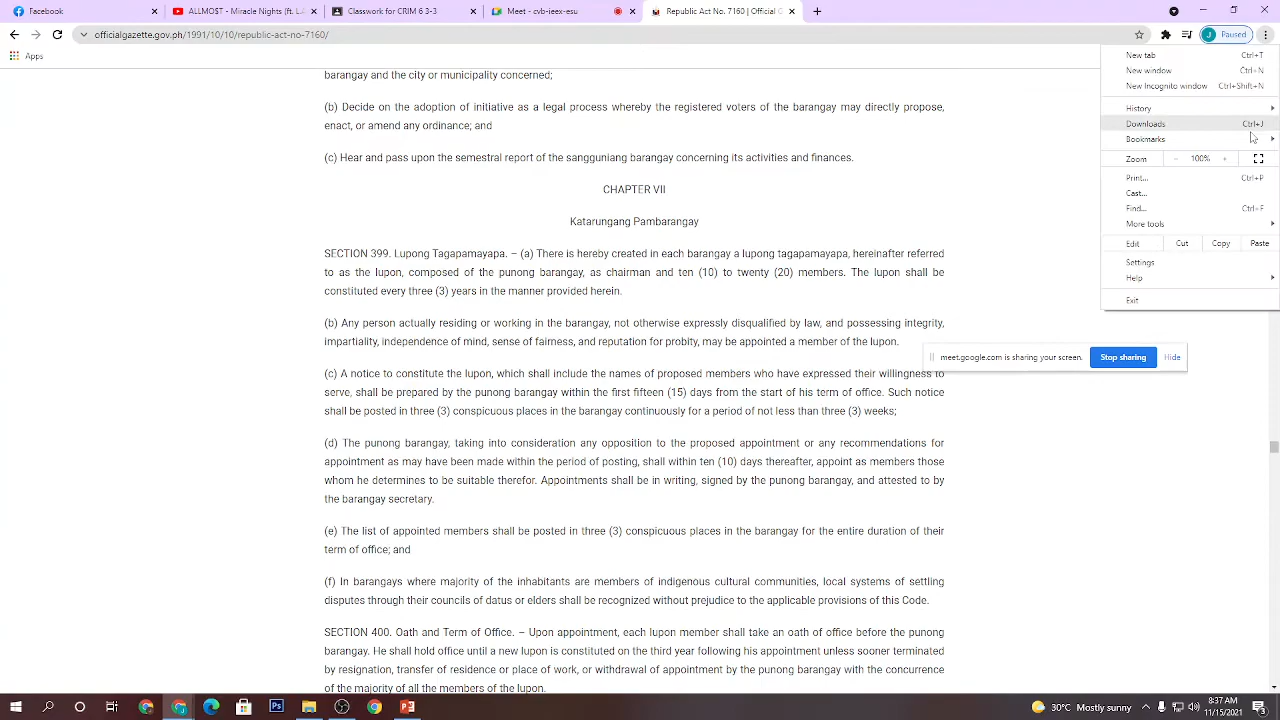 Facebook
ALLMOST - Miracle Nights (ft. L
Classwork for CRIM 6 3-3
Meet - cvb-ieex-esu
Republic Act No. 7160 | Official G
officialgazette.gov.ph/1991/10/10/republic-act-no-7160/
J Paused
Apps
New tab Ctrl+T
New window Ctrl+N
New Incognito window Ctrl+Shift+N
History
Downloads Ctrl+J
Bookmarks
Zoom - 100% +
Print... Ctrl+P
Cast...
Find... Ctrl+F
More tools
Edit Cut Copy Paste
Settings
Help
Exit
barangay and the city or municipality concerned;
(b) Decide on the adoption of initiative as a legal process whereby the registered voters of the barangay may directly propose,
enact, or amend any ordinance; and
(c) Hear and pass upon the semestral report of the sangguniang barangay concerning its activities and finances.
CHAPTER VII
Katarungang Pambarangay
SECTION 399. Lupong Tagapamayapa. – (a) There is hereby created in each barangay a lupong tagapamayapa, hereinafter referred
to as the lupon, composed of the punong barangay, as chairman and ten (10) to twenty (20) members. The lupon shall be
constituted every three (3) years in the manner provided herein.
(b) Any person actually residing or working in the barangay, not otherwise expressly disqualified by law, and possessing integrity,
impartiality, independence of mind, sense of fairness, and reputation for probity, may be appointed a member of the lupon.
meet.google.com is sharing your screen. Stop sharing Hide
(c) A notice to constitute the lupon, which shall include the names of proposed members who have expressed their willingness to
serve, shall be prepared by the punong barangay within the first fifteen (15) days from the start of his term of office. Such notice
shall be posted in three (3) conspicuous places in the barangay continuously for a period of not less than three (3) weeks;
(d) The punong barangay, taking into consideration any opposition to the proposed appointment or any recommendations for
appointment as may have been made within the period of posting, shall within ten (10) days thereafter, appoint as members those
whom he determines to be suitable therefor. Appointments shall be in writing, signed by the punong barangay, and attested to by
the barangay secretary.
(e) The list of appointed members shall be posted in three (3) conspicuous places in the barangay for the entire duration of their
term of office; and
(f) In barangays where majority of the inhabitants are members of indigenous cultural communities, local systems of settling
disputes through their councils of datus or elders shall be recognized without prejudice to the applicable provisions of this Code.
SECTION 400. Oath and Term of Office. – Upon appointment, each lupon member shall take an oath of office before the punong
barangay. He shall hold office until a new lupon is constituted on the third year following his appointment unless sooner terminated
by resignation, transfer of residence or place of work, or withdrawal of appointment by the punong barangay with the concurrence
of the majority of all the members of the lupon.
Ps
30°C Mostly sunny
8:37 AM
11/15/2021